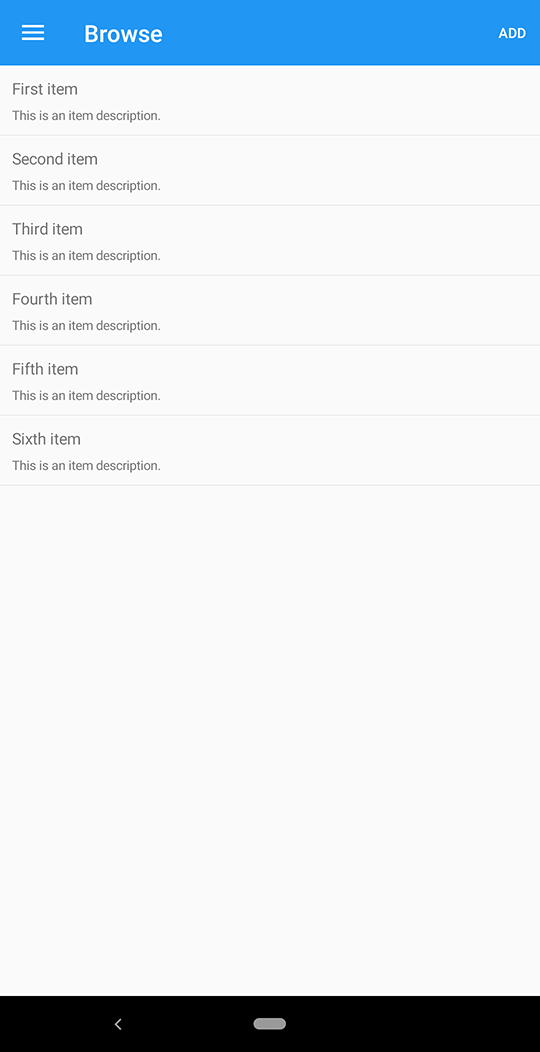 Browse
ADD
First item
This is an item description.
Second item
This is an item description.
Third item
This is an item description.
Fourth item
This is an item description.
Fifth item
This is an item description.
Sixth item
This is an item description.